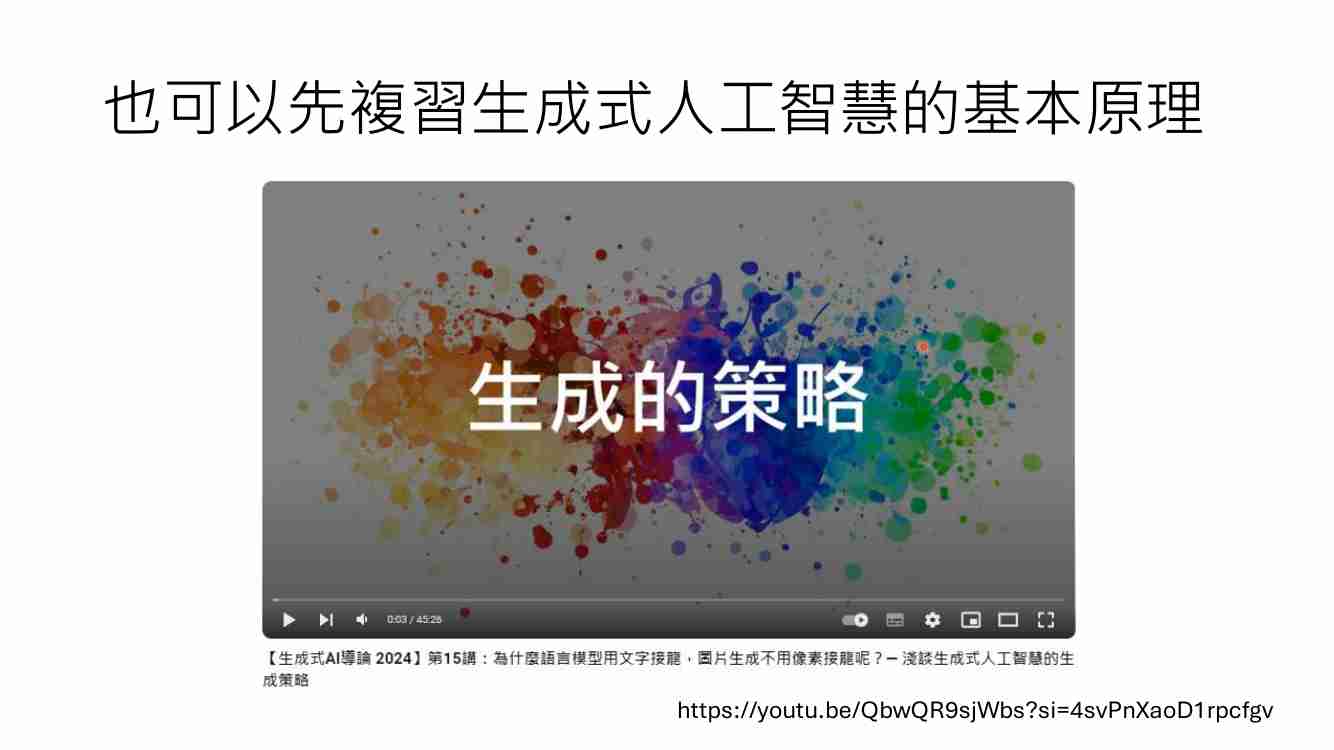 也可以先複習生成式人工智慧的基本原理
生成的策略
0:03 / 45:26
【生成式AI導論 2024】第15講：為什麼語言模型用文字接龍，圖片生成不用像素接龍呢？— 淺談生成式人工智慧的生
成策略
https://youtu.be/QbwQR9sjWbs?si=4svPnXaoD1rpcfgv